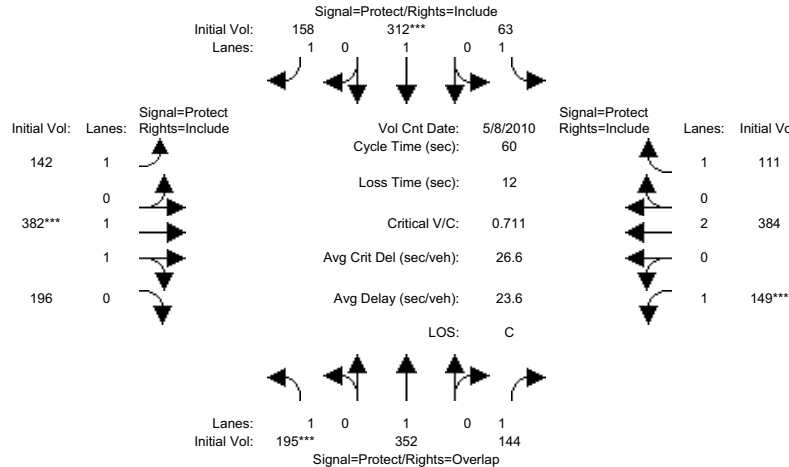 Signal=Protect/Rights=Include
Initial Vol: 158 312*** 63
Lanes: 1 0 1 0 1
Signal=Protect
Initial Vol: Lanes: Rights=Include
Vol Cnt Date: 5/8/2010
Signal=Protect
Rights=Include Lanes: Initial Vo
Cycle Time (sec): 60
142 1
1 111
Loss Time (sec): 12
0
0
382*** 1
Critical V/C: 0.711
2 384
1
Avg Crit Del (sec/veh): 26.6
0
196 0
Avg Delay (sec/veh): 23.6
1 149***
LOS: C
Lanes: 1 0 1 0 1
Initial Vol: 195*** 352 144
Signal=Protect/Rights=Overlap